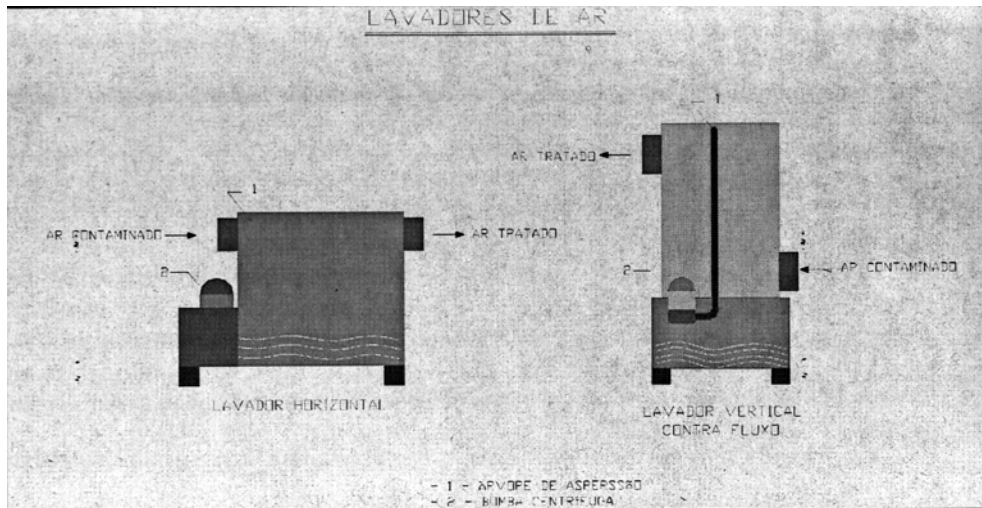 LAVADORES DE AR
1
AR TRATADO
1
AR CONTAMINADO
AR TRATADO
2
2
AR CONTAMINADO
LAVADOR HORIZONTAL
LAVADOR VERTICAL
CONTRA FLUXO
- 1 - ARVORE DE ASPERSSÃO
- 2 - BOMBA CENTRIFUGA